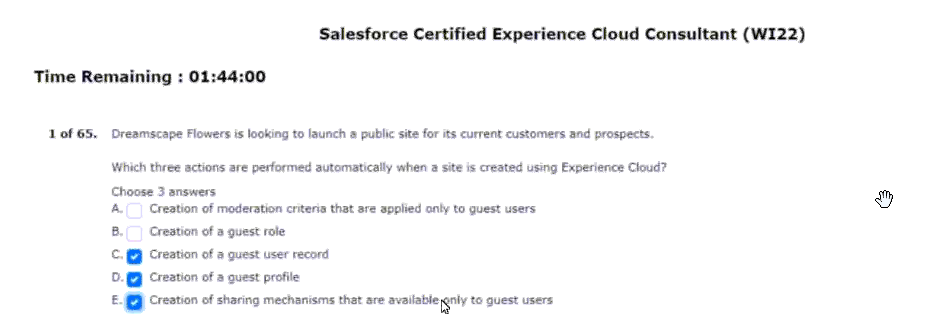 Salesforce Certified Experience Cloud Consultant (WI22)
Time Remaining : 01:44:00
1 of 65. Dreamscape Flowers is looking to launch a public site for its current customers and prospects.
Which three actions are performed automatically when a site is created using Experience Cloud?
Choose 3 answers
A. Creation of moderation criteria that are applied only to guest users
B. Creation of a guest role
C. Creation of a guest user record
D. Creation of a guest profile
E. Creation of sharing mechanisms that are available only to guest users